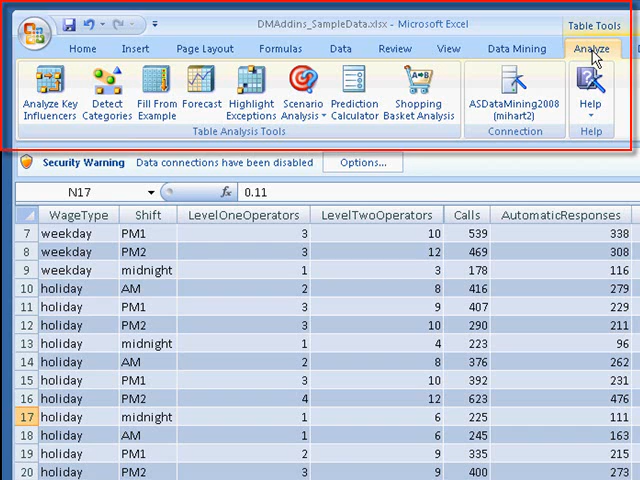 DMAddins_SampleData.xlsx - Microsoft Excel
Table Tools
Home Insert Page Layout Formulas Data Review View Data Mining Analyze
Analyze Key Influencers
Detect Categories
Fill From Example
Forecast
Highlight Exceptions
Scenario Analysis
Prediction Calculator
Shopping Basket Analysis
ASDataMining2008 (mihart2)
Help
Table Analysis Tools
Connection
Help
Security Warning Data connections have been disabled Options...
N17 fx 0.11
WageType Shift LevelOneOperators LevelTwoOperators Calls AutomaticResponses
7 weekday PM1 3 10 539 338
8 weekday PM2 3 12 469 308
9 weekday midnight 1 3 178 116
10 holiday AM 2 8 416 279
11 holiday PM1 3 9 407 229
12 holiday PM2 3 10 290 211
13 holiday midnight 1 4 223 96
14 holiday AM 2 8 376 262
15 holiday PM1 3 10 392 231
16 holiday PM2 4 12 623 476
17 holiday midnight 1 6 225 111
18 holiday AM 1 6 245 163
19 holiday PM1 2 9 335 215
20 holiday PM2 3 9 400 273